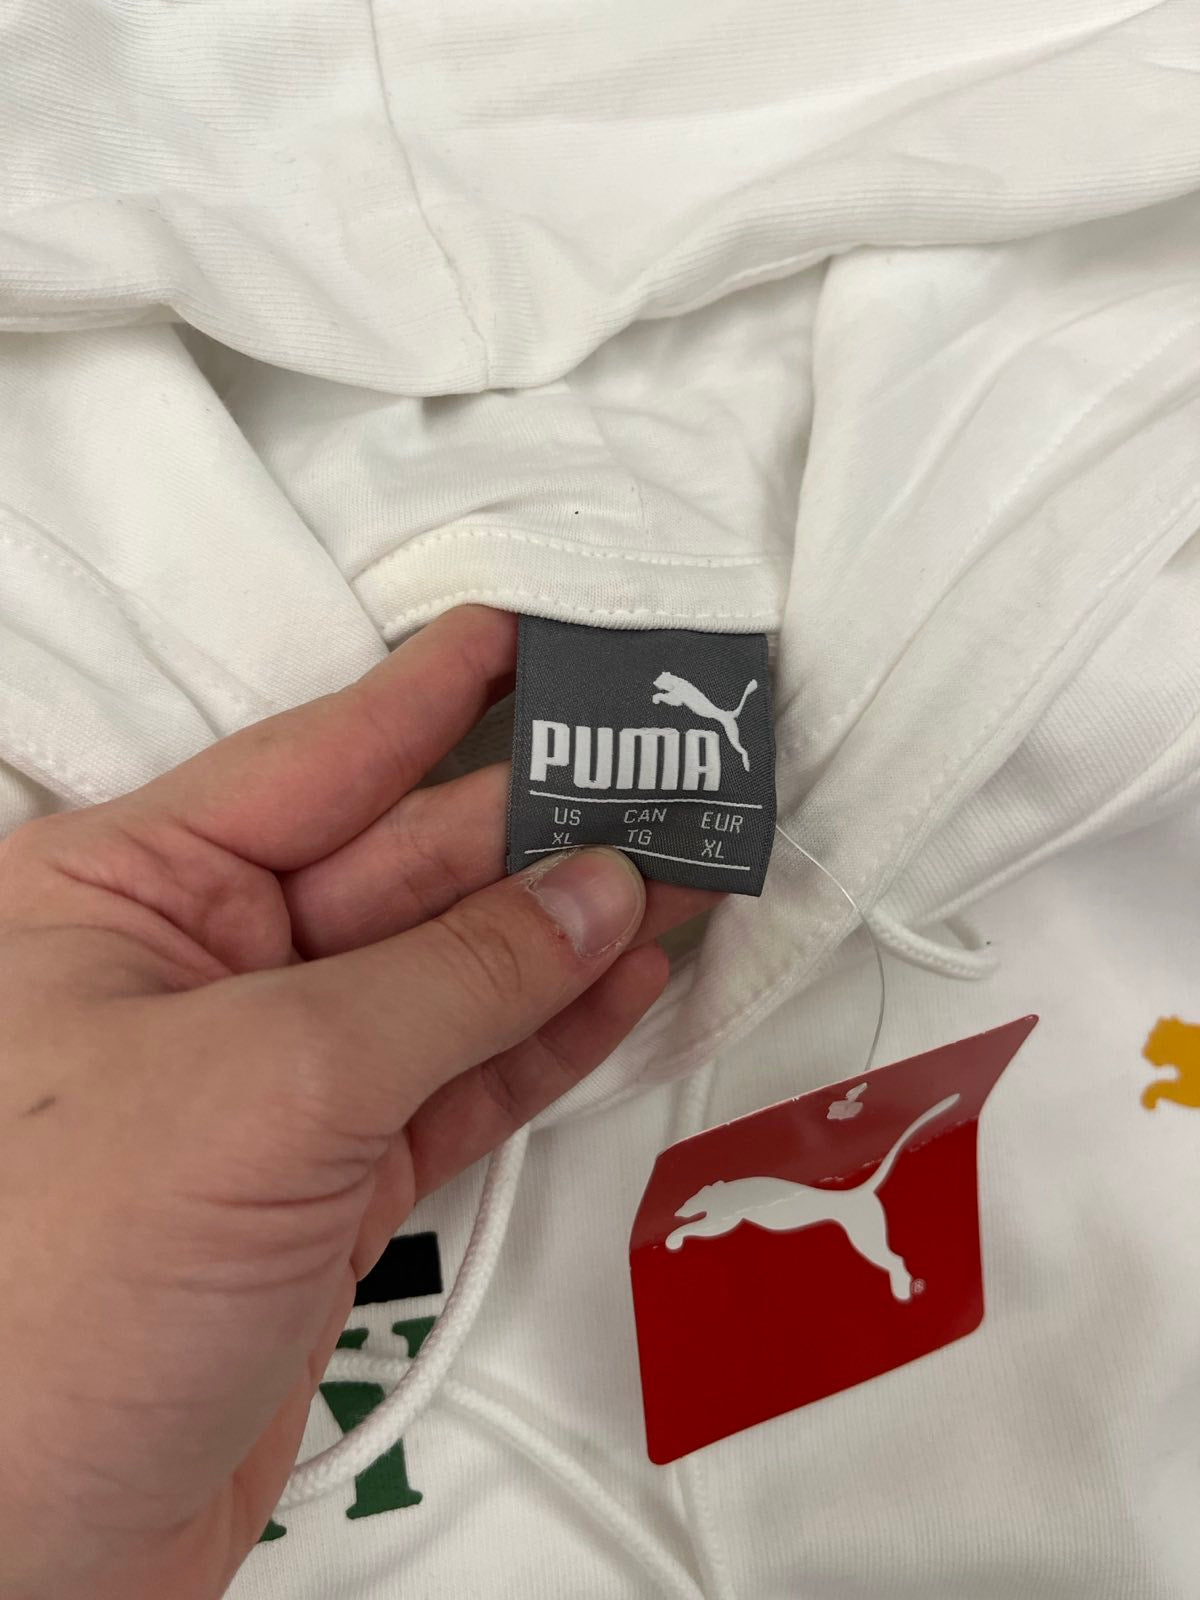 PUMA
US CAN EUR
XL TG XL
®